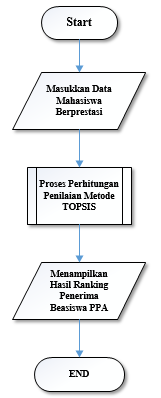 Start
Masukkan Data
Mahasiswa
Berprestasi
Proses Perhitungan
Penilaian Metode
TOPSIS
Menampilkan
Hasil Ranking
Penerima
Beasiswa PPA
END